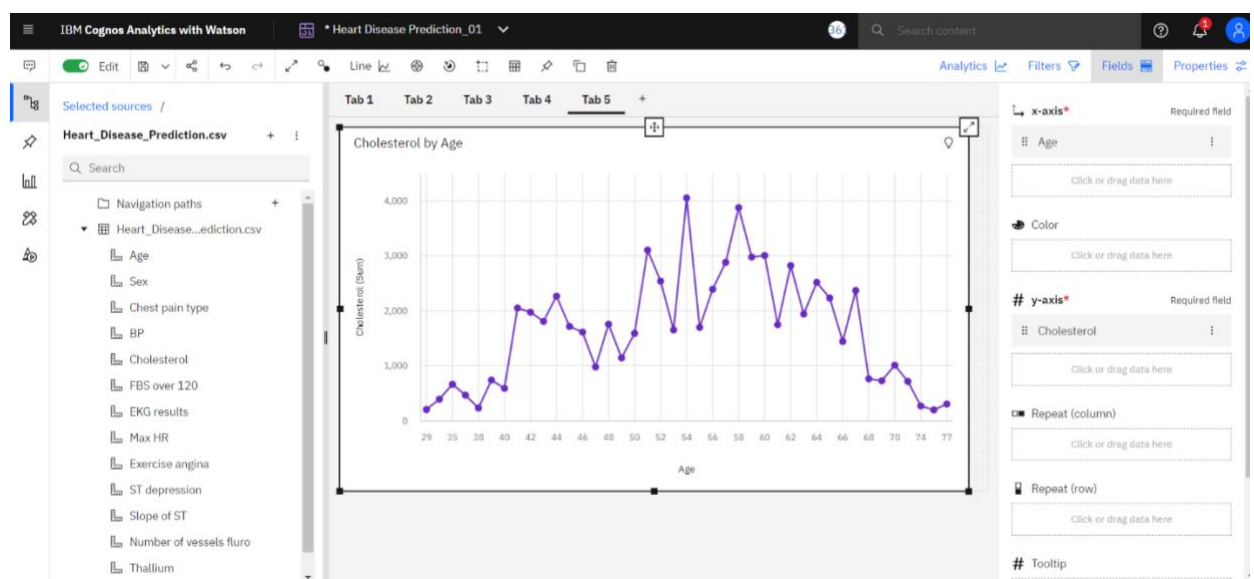 IBM Cognos Analytics with Watson
* Heart Disease Prediction_01
36
Search content
1
Edit
Line
Analytics
Filters
Fields
Properties
Selected sources /
Heart_Disease_Prediction.csv
Search
Navigation paths
Heart_Disease...ediction.csv
Age
Sex
Chest pain type
BP
Cholesterol
FBS over 120
EKG results
Max HR
Exercise angina
ST depression
Slope of ST
Number of vessels fluro
Thallium
Tab 1 Tab 2 Tab 3 Tab 4 Tab 5 +
Cholesterol by Age
Cholesterol (Sum)
4,000
3,000
2,000
1,000
0
29 35 38 40 42 44 46 48 50 52 54 56 58 60 62 64 66 68 70 74 77
Age
x-axis* Required field
Age
Click or drag data here
Color
Click or drag data here
# y-axis* Required field
Cholesterol
Click or drag data here
Repeat (column)
Click or drag data here
Repeat (row)
Click or drag data here
# Tooltip